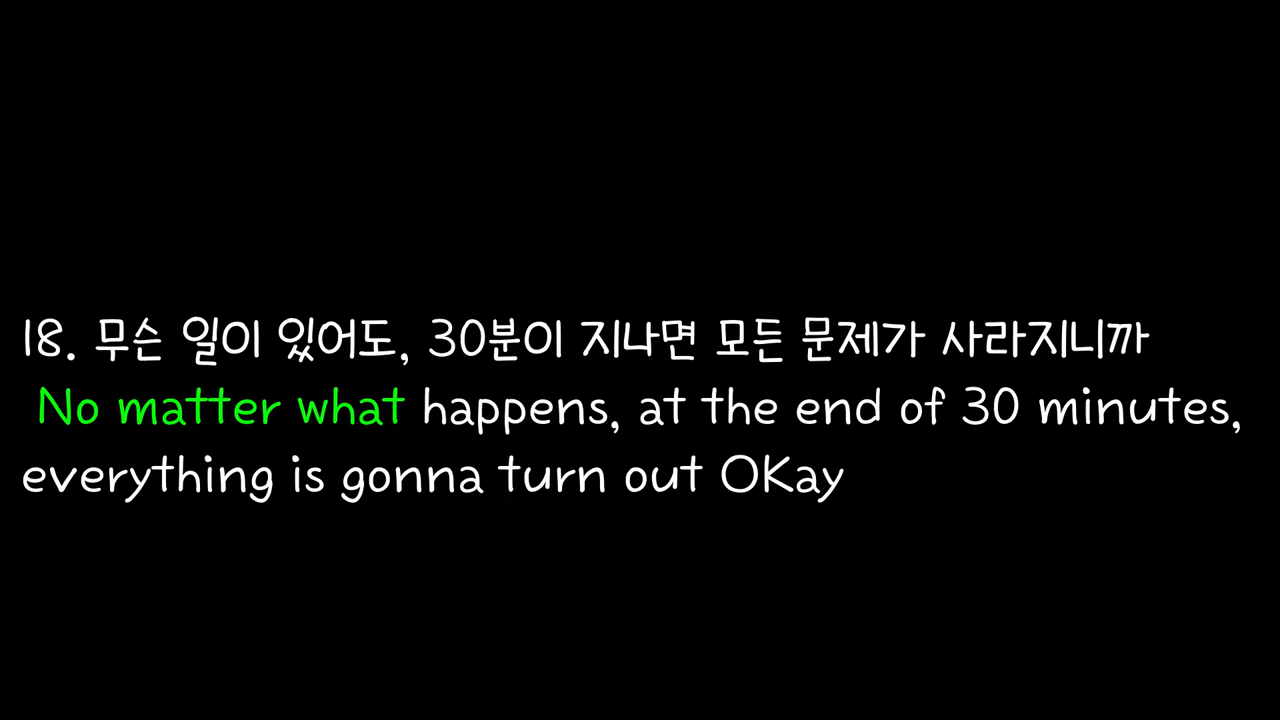 18. 무슨 일이 있어도, 30분이 지나면 모든 문제가 사라지니까
No matter what happens, at the end of 30 minutes,
everything is gonna turn out OKay